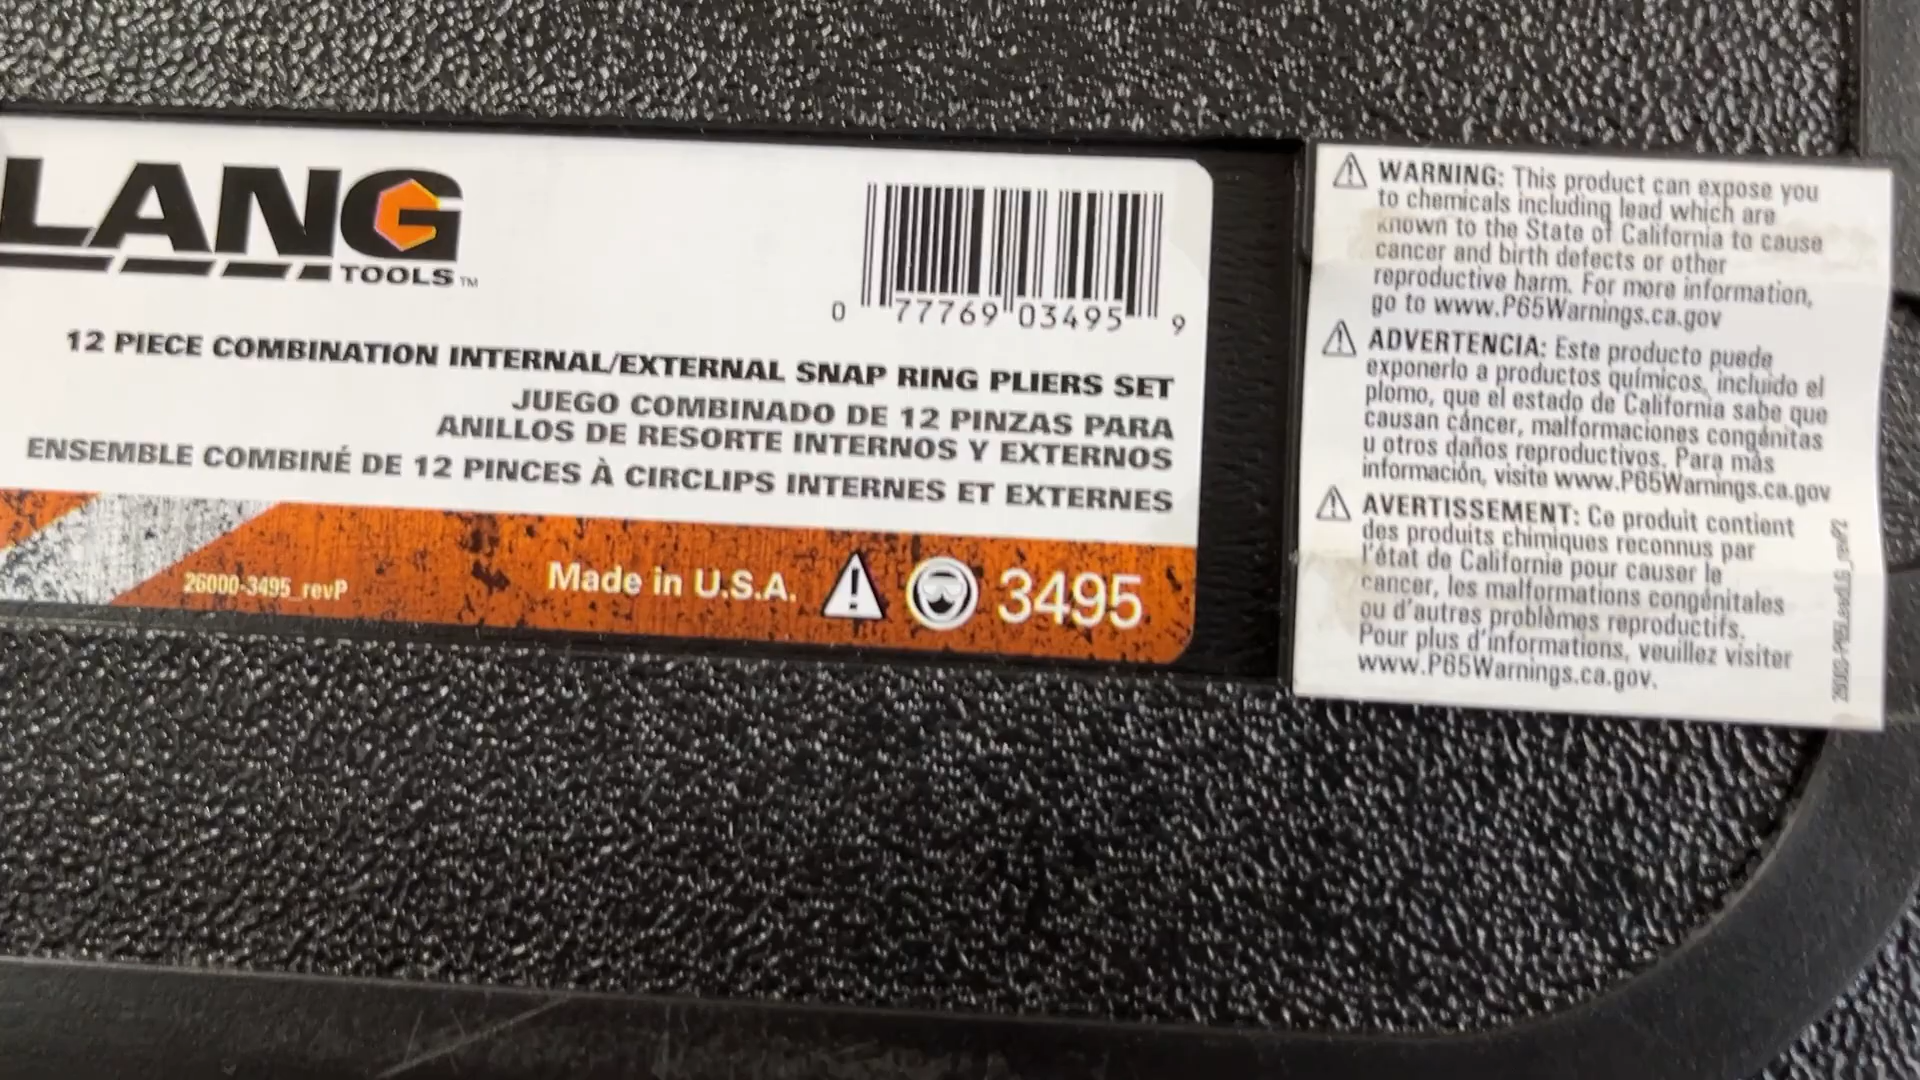 LANG
TOOLS™
0 77769 03495 9
12 PIECE COMBINATION INTERNAL/EXTERNAL SNAP RING PLIERS SET
JUEGO COMBINADO DE 12 PINZAS PARA
ANILLOS DE RESORTE INTERNOS Y EXTERNOS
ENSEMBLE COMBINÉ DE 12 PINCES À CIRCLIPS INTERNES ET EXTERNES
26000-3495_revP
Made in U.S.A.
3495
WARNING: This product can expose you
to chemicals including lead which are
known to the State of California to cause
cancer and birth defects or other
reproductive harm. For more information,
go to www.P65Warnings.ca.gov
ADVERTENCIA: Este producto puede
exponerlo a productos químicos, incluido el
plomo, que el estado de California sabe que
causan cáncer, malformaciones congénitas
u otros daños reproductivos. Para más
información, visite www.P65Warnings.ca.gov
AVERTISSEMENT: Ce produit contient
des produits chimiques reconnus par
l'état de Californie pour causer le
cancer, les malformations congénitales
ou d'autres problèmes reproductifs.
Pour plus d'informations, veuillez visiter
www.P65Warnings.ca.gov.